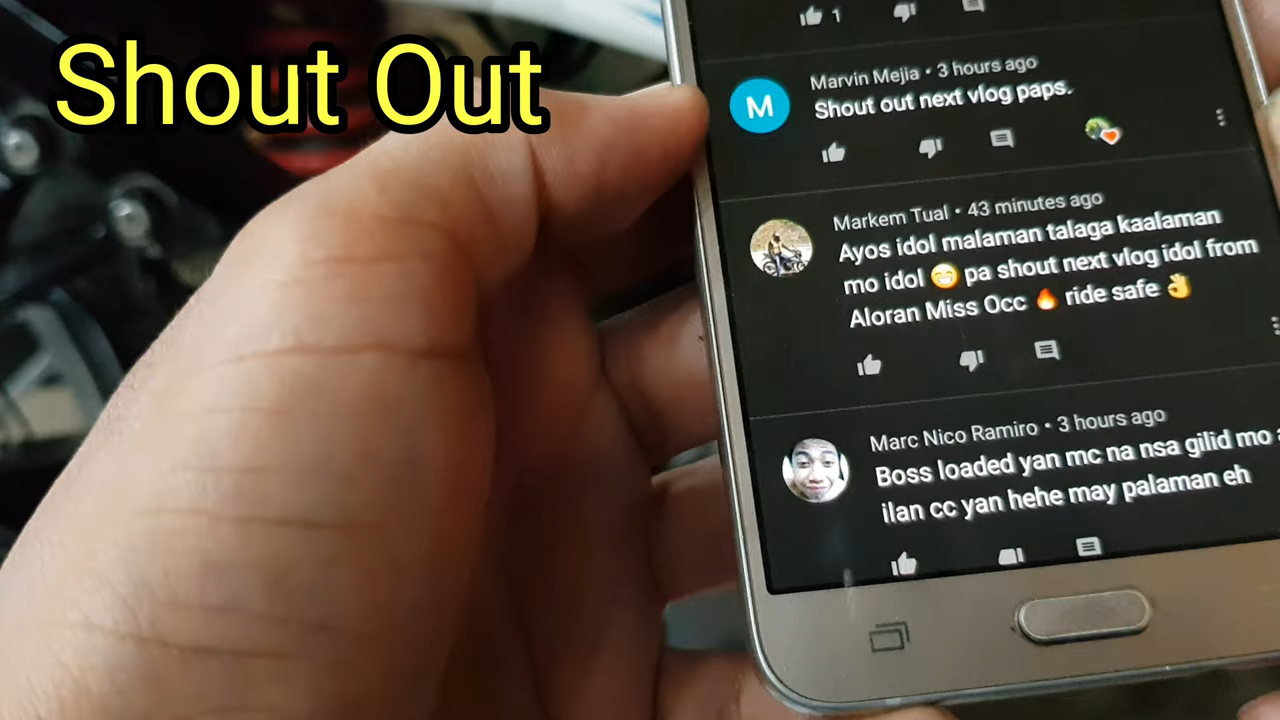 Shout Out
1
Marvin Mejia • 3 hours ago
M
Shout out next vlog paps.
Markem Tual • 43 minutes ago
Ayos idol malaman talaga kaalaman
mo idol 😁 pa shout next vlog idol from
Aloran Miss Occ 🔥 ride safe 👌
Marc Nico Ramiro • 3 hours ago
Boss loaded yan mc na nsa gilid mo
ilan cc yan hehe may palaman eh